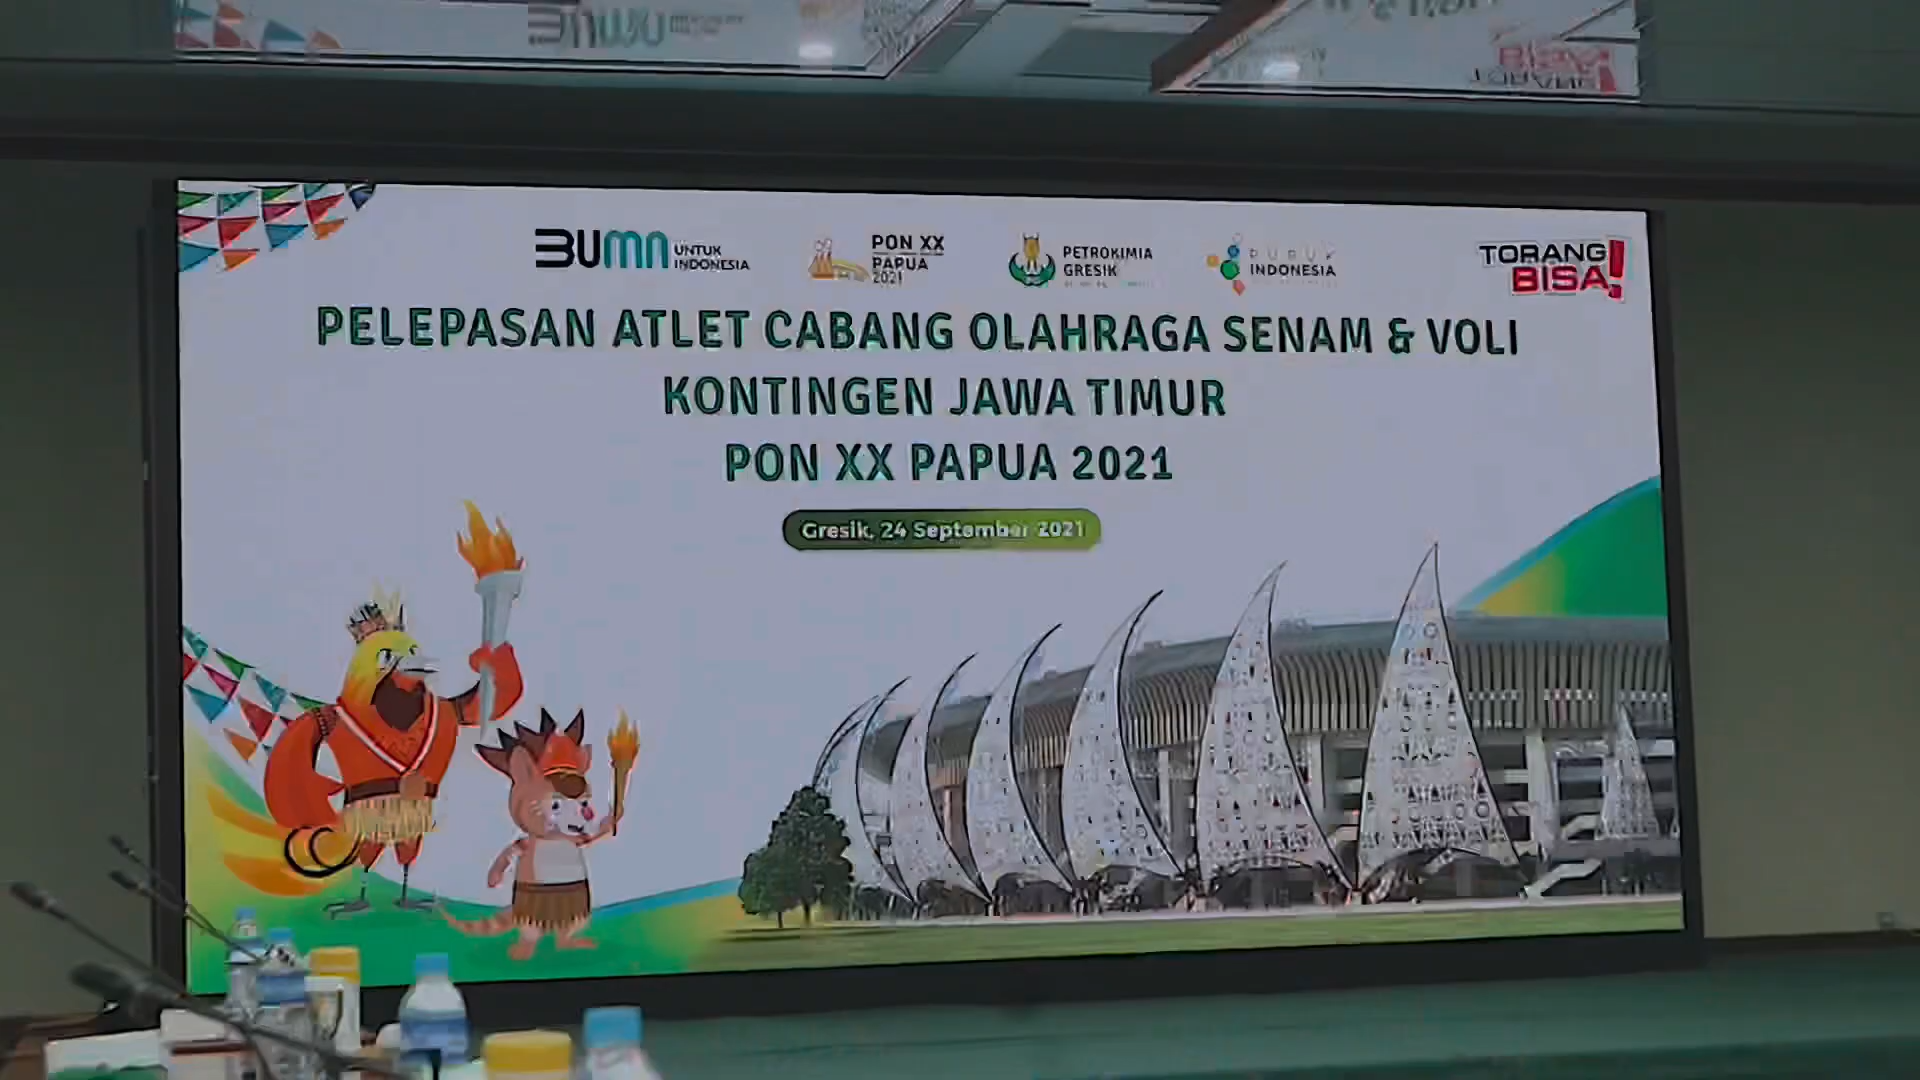 BUMN UNTUK INDONESIA
PON XX PAPUA 2021
PETROKIMIA GRESIK
PUPUK INDONESIA
TORANG BISA!
PELEPASAN ATLET CABANG OLAHRAGA SENAM & VOLI
KONTINGEN JAWA TIMUR
PON XX PAPUA 2021
Gresik, 24 September 2021